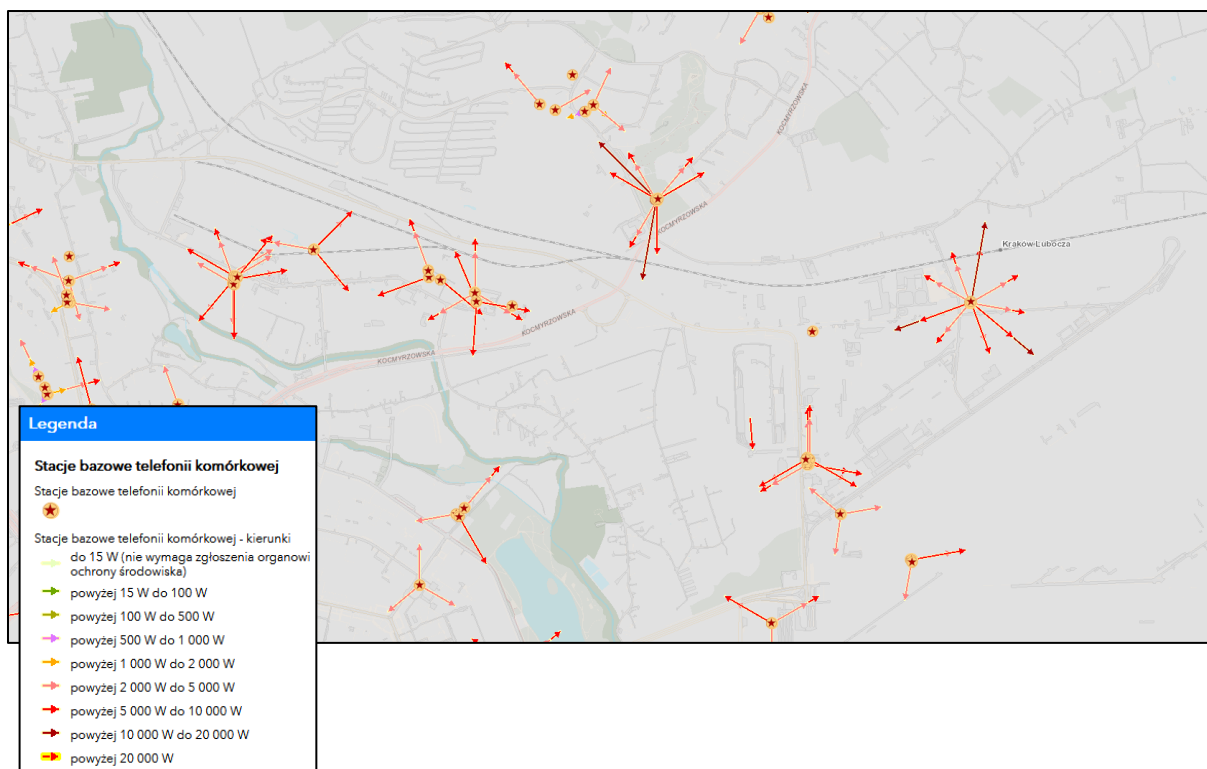 KOCMYRZOWSKA
KOCMYRZOWSKA
Kraków Lubocza
KOCMYRZOWSKA
KOCMYRZOWSKA
Legenda
Stacje bazowe telefonii komórkowej
Stacje bazowe telefonii komórkowej
Stacje bazowe telefonii komórkowej - kierunki
do 15 W (nie wymaga zgłoszenia organowi
ochrony środowiska)
powyżej 15 W do 100 W
powyżej 100 W do 500 W
powyżej 500 W do 1 000 W
powyżej 1 000 W do 2 000 W
powyżej 2 000 W do 5 000 W
powyżej 5 000 W do 10 000 W
powyżej 10 000 W do 20 000 W
powyżej 20 000 W